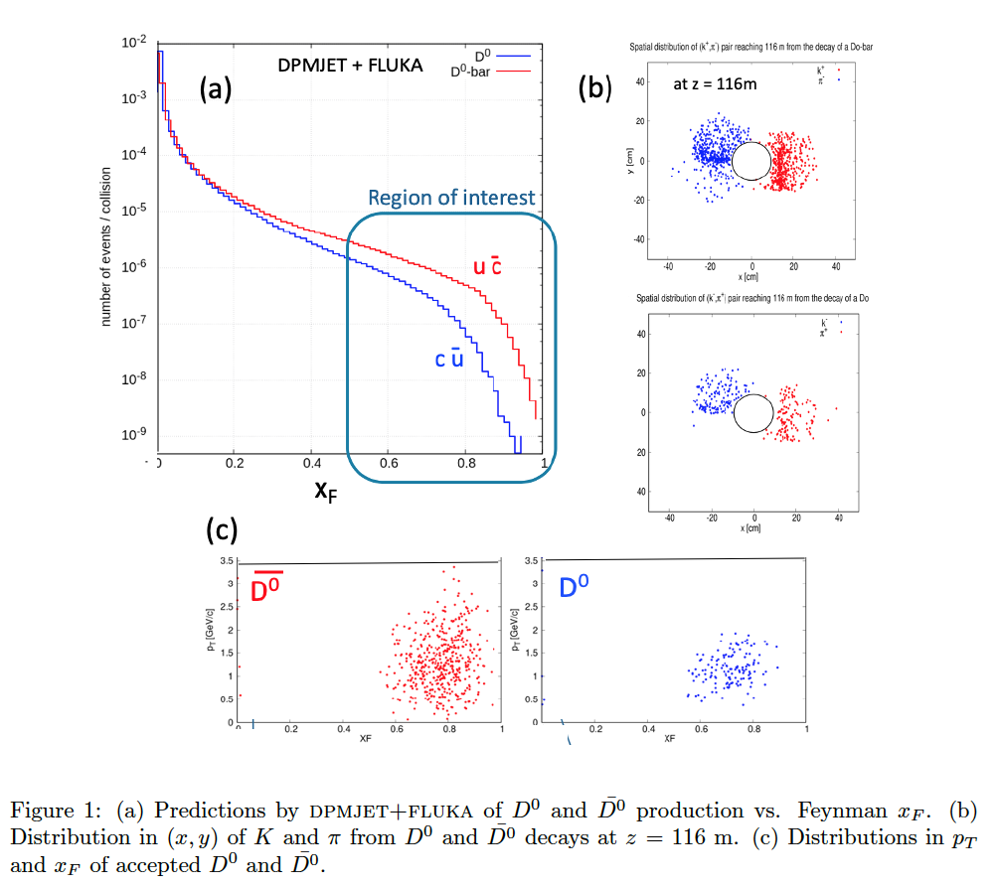 10^-2
10^-3
10^-4
10^-5
10^-6
10^-7
10^-8
10^-9
number of events / collision
(a)
DPMJET + FLUKA
D^0
D^0-bar
Region of interest
u c̄
c ū
- 0 0.2 0.4 0.6 0.8 1
x_F
(b)
Spatial distribution of (k^+,π^-) pair reaching 116 m from the decay of a Do-bar
at z = 116m
k^+
π^-
40
20
0
-20
-40
y [cm]
-40 -20 0 20 40
x [cm]
Spatial distribution of (k^-,π^+) pair reaching 116 m from the decay of a Do
k^-
π^+
40
20
0
20
40
-40 -20 0 20 40
x [cm]
(c)
D̄^0
3.5
3
2.5
2
1.5
1
0.5
0
p_T [GeV/c]
0.2 0.4 0.6 0.8 1
XF
D^0
3.5
3
2.5
2
1.5
1
0.5
0
p_T [GeV/c]
0.2 0.4 0.6 0.8 1
XF
Figure 1: (a) Predictions by DPMJET+FLUKA of D^0 and D̄^0 production vs. Feynman x_F. (b)
Distribution in (x, y) of K and π from D^0 and D̄^0 decays at z = 116 m. (c) Distributions in p_T
and x_F of accepted D^0 and D̄^0.